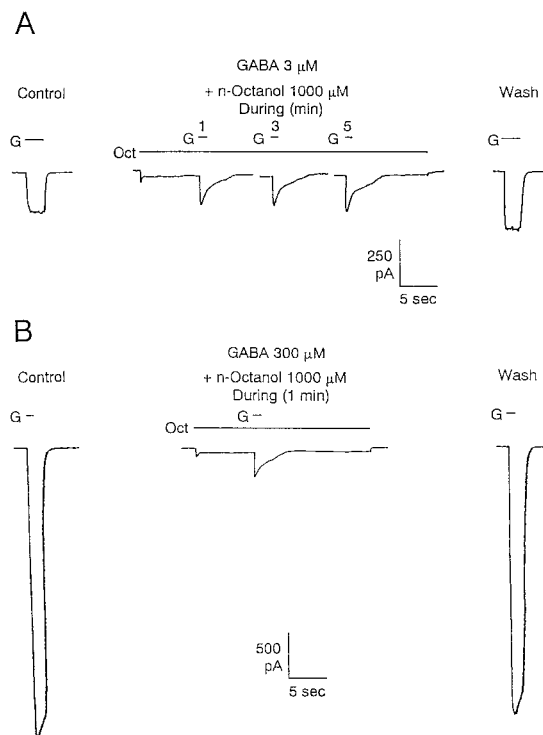 A
GABA 3 μM
Control
+ n-Octanol 1000 μM
Wash
During (min)
1 3 5
G G G G G
Oct
250
pA
5 sec
B
GABA 300 μM
Control
+ n-Octanol 1000 μM
Wash
During (1 min)
G G G
Oct
500
pA
5 sec